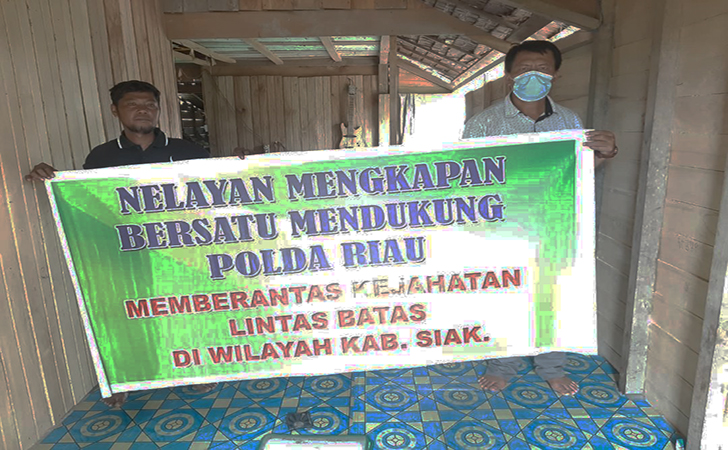 NELAYAN MENGKAPAN
BERSATU MENDUKUNG
POLDA RIAU
MEMBERANTAS KEJAHATAN
LINTAS BATAS
DI WILAYAH KAB. SIAK.